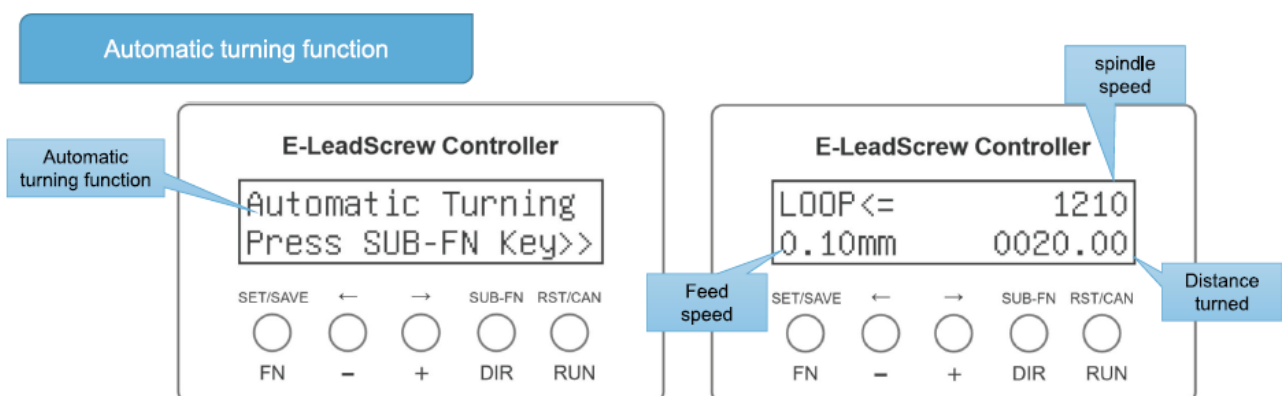 Automatic turning function
spindle
speed
E-LeadScrew Controller
Automatic
turning function
Automatic Turning
Press SUB-FN Key>>
SET/SAVE ← → SUB-FN RST/CAN
FN - + DIR RUN
E-LeadScrew Controller
LOOP<= 1210
0.10mm 0020.00
Feed
speed
Distance
turned
SET/SAVE ← → SUB-FN RST/CAN
FN - + DIR RUN